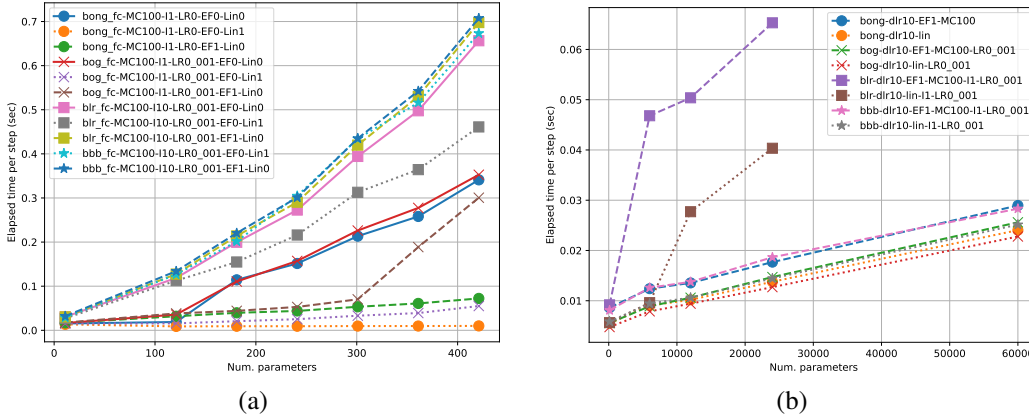 0.7
0.6
0.5
0.4
0.3
0.2
0.1
0.0
Elapsed time per step (sec)
bong_fc-MC100-I1-LR0-EF0-Lin0
bong_fc-MC100-I1-LR0-EF0-Lin1
bong_fc-MC100-I1-LR0-EF1-Lin0
bog_fc-MC100-I1-LR0_001-EF0-Lin0
bog_fc-MC100-I1-LR0_001-EF0-Lin1
bog_fc-MC100-I1-LR0_001-EF1-Lin0
blr_fc-MC100-I10-LR0_001-EF0-Lin0
blr_fc-MC100-I10-LR0_001-EF0-Lin1
blr_fc-MC100-I10-LR0_001-EF1-Lin0
bbb_fc-MC100-I10-LR0_001-EF0-Lin1
bbb_fc-MC100-I10-LR0_001-EF1-Lin0
0 100 200 300 400
Num. parameters
(a)
0.06
0.05
0.04
0.03
0.02
0.01
Elapsed time per step (sec)
bong-dlr10-EF1-MC100
bong-dlr10-lin
bog-dlr10-EF1-MC100-LR0_001
bog-dlr10-lin-LR0_001
blr-dlr10-EF1-MC100-I1-LR0_001
blr-dlr10-lin-I1-LR0_001
bbb-dlr10-EF1-MC100-I1-LR0_001
bbb-dlr10-lin-I1-LR0_001
0 10000 20000 30000 40000 50000 60000
Num. parameters
(b)